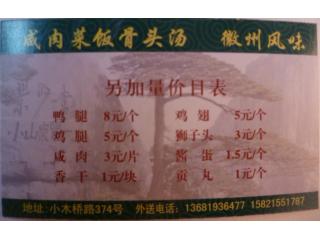 咸肉菜饭骨头汤 徽州风味
另加量价目表
鸭腿 8元/个 鸡翅 5元/个
鸡腿 5元/个 狮子头 3元/个
咸肉 3元/片 酱蛋 1.5元/个
香干 1元/块 贡丸 1元/个
地址:小木桥路374号 外送电话:13681936477 15821551787